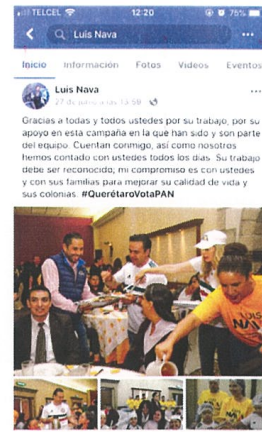 TELCEL 12:20 75%
Luis Nava
Inicio Información Fotos Videos Eventos
Luis Nava
27 de junio a las 13:58
Gracias a todas y todos ustedes por su trabajo, por su
apoyo en esta campaña en la que han sido y son parte
del equipo. Cuentan conmigo, así como nosotros
hemos contado con ustedes todos los días. Su trabajo
debe ser reconocido; mi compromiso es con ustedes
y con sus familias para mejorar su calidad de vida y
sus colonias. #QuerétaroVotaPAN
LUIS